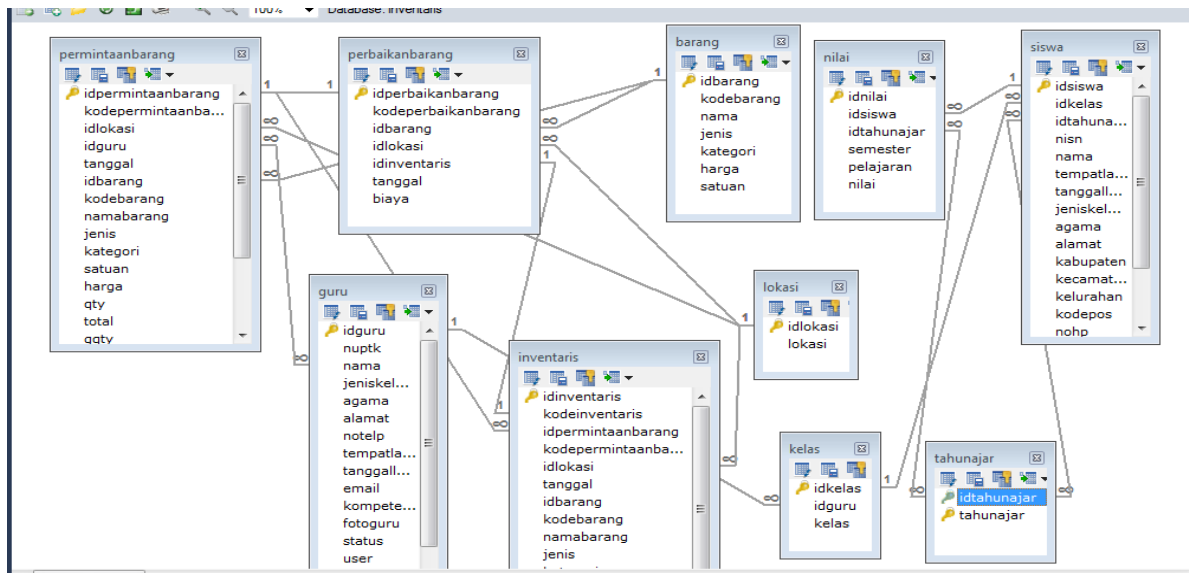 100%
Database: inventaris
permintaanbarang
idpermintaanbarang
kodepermintaanba...
idlokasi
idguru
tanggal
idbarang
kodebarang
namabarang
jenis
kategori
satuan
harga
qty
total
qqty
perbaikanbarang
idperbaikanbarang
kodeperbaikanbarang
idbarang
idlokasi
idinventaris
tanggal
biaya
barang
idbarang
kodebarang
nama
jenis
kategori
harga
satuan
nilai
idnilai
idsiswa
idtahunajar
semester
pelajaran
nilai
siswa
idsiswa
idkelas
idtahuna...
nisn
nama
tempatla...
tanggall...
jeniskel...
agama
alamat
kabupaten
kecamat...
kelurahan
kodepos
nohp
guru
idguru
nuptk
nama
jeniskel...
agama
alamat
notelp
tempatla...
tanggall...
email
kompete...
fotoguru
status
user
inventaris
idinventaris
kodeinventaris
idpermintaanbarang
kodepermintaanba...
idlokasi
tanggal
idbarang
kodebarang
namabarang
jenis
lokasi
idlokasi
lokasi
kelas
idkelas
idguru
kelas
tahunajar
idtahunajar
tahunajar
1
1
1
1
1
1
1
1
1